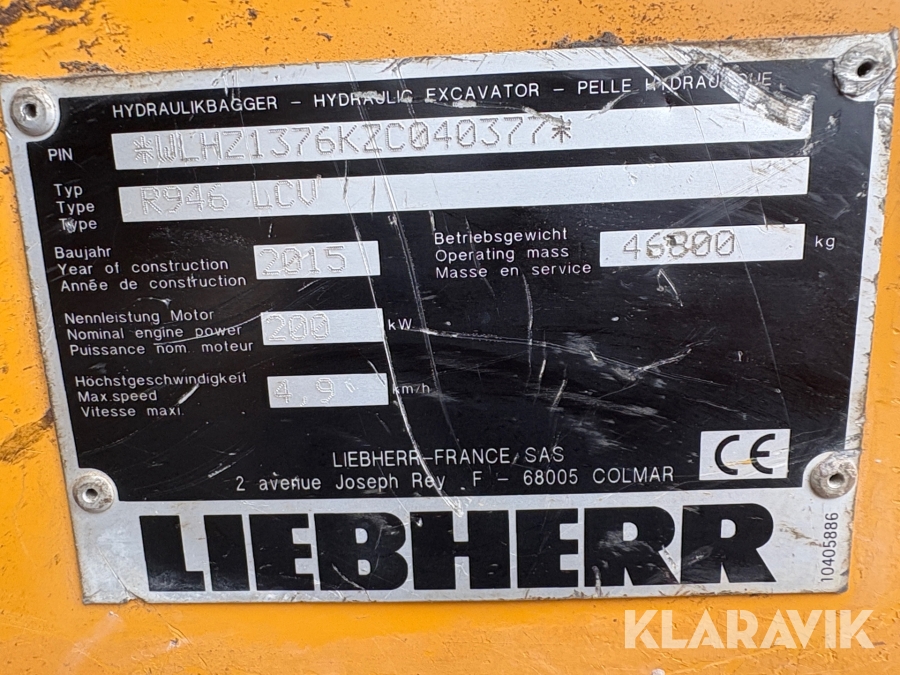 HYDRAULIKBAGGER – HYDRAULIC EXCAVATOR – PELLE HYDRAULIQUE
PIN *WLHZ1376KZC040377*
Typ
Type R946 LCV
Type
Baujahr
Year of construction 2015
Année de construction
Betriebsgewicht
Operating mass 46800 kg
Masse en service
Nennleistung Motor
Nominal engine power 200 kW
Puissance nom. moteur
Höchstgeschwindigkeit
Max.speed 4,9 km/h
Vitesse maxi.
LIEBHERR–FRANCE SAS
2 avenue Joseph Rey F – 68005 COLMAR
CE
LIEBHERR
10405886
KLARAVIK